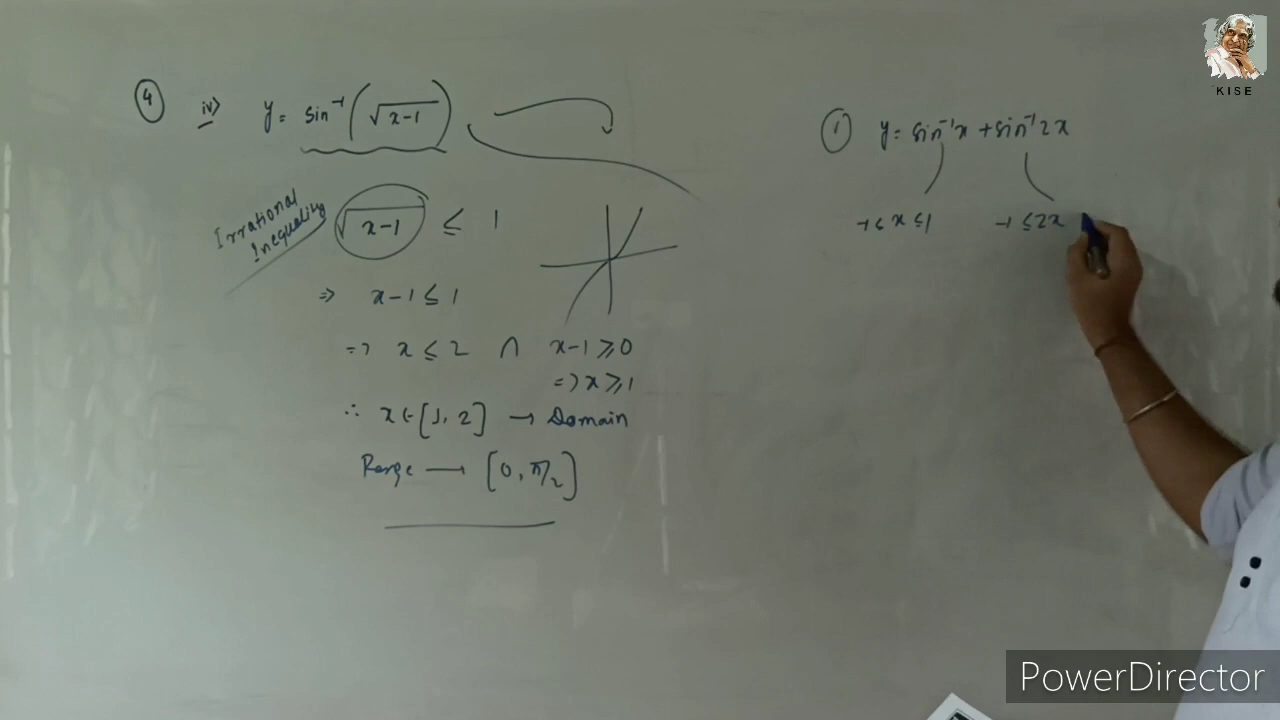 ④ iv) y = sin⁻¹(√(x-1))
Irrational
Inequality
√(x-1) ≤ 1
⇒ x-1 ≤ 1
⇒ x ≤ 2 ∩ x-1 ≥ 0
⇒ x ≥ 1
∴ x ∈ [1, 2] → Domain
Range → [0, π/2]
① y = sin⁻¹x + sin⁻¹2x
-1 ≤ x ≤ 1 -1 ≤ 2x
KISE
PowerDirector